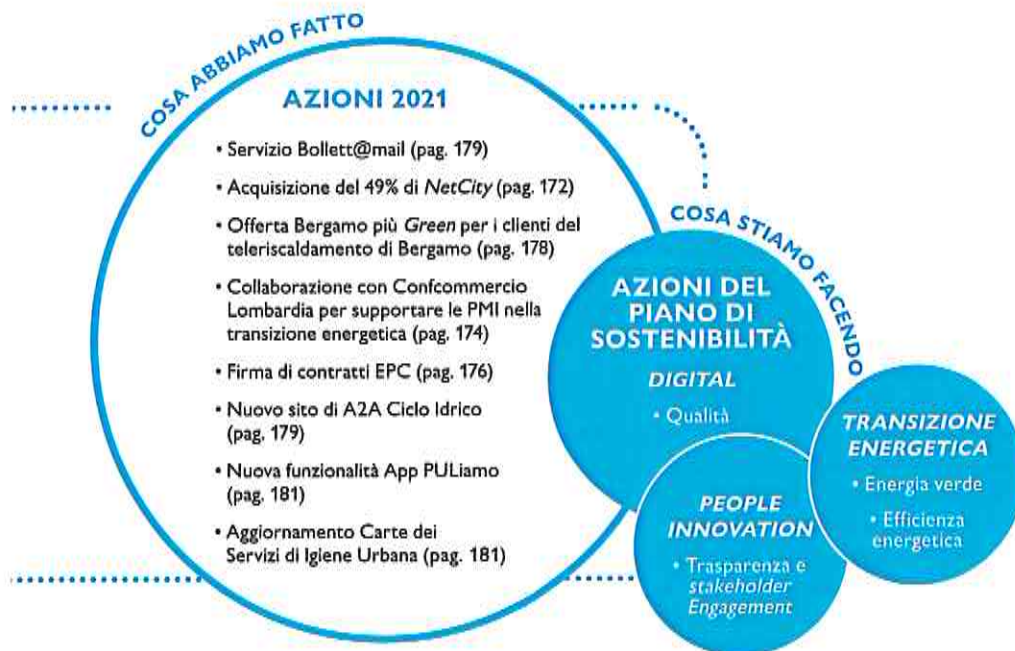 COSA ABBIAMO FATTO
AZIONI 2021
• Servizio Bollett@mail (pag. 179)
• Acquisizione del 49% di NetCity (pag. 172)
• Offerta Bergamo più Green per i clienti del
teleriscaldamento di Bergamo (pag. 178)
• Collaborazione con Confcommercio
Lombardia per supportare le PMI nella
transizione energetica (pag. 174)
• Firma di contratti EPC (pag. 176)
• Nuovo sito di A2A Ciclo Idrico
(pag. 179)
• Nuova funzionalità App PULiamo
(pag. 181)
• Aggiornamento Carte dei
Servizi di Igiene Urbana (pag. 181)
COSA STIAMO FACENDO
AZIONI DEL
PIANO DI
SOSTENIBILITÀ
DIGITAL
• Qualità
PEOPLE
INNOVATION
• Trasparenza e
stakeholder
Engagement
TRANSIZIONE
ENERGETICA
• Energia verde
• Efficienza
energetica